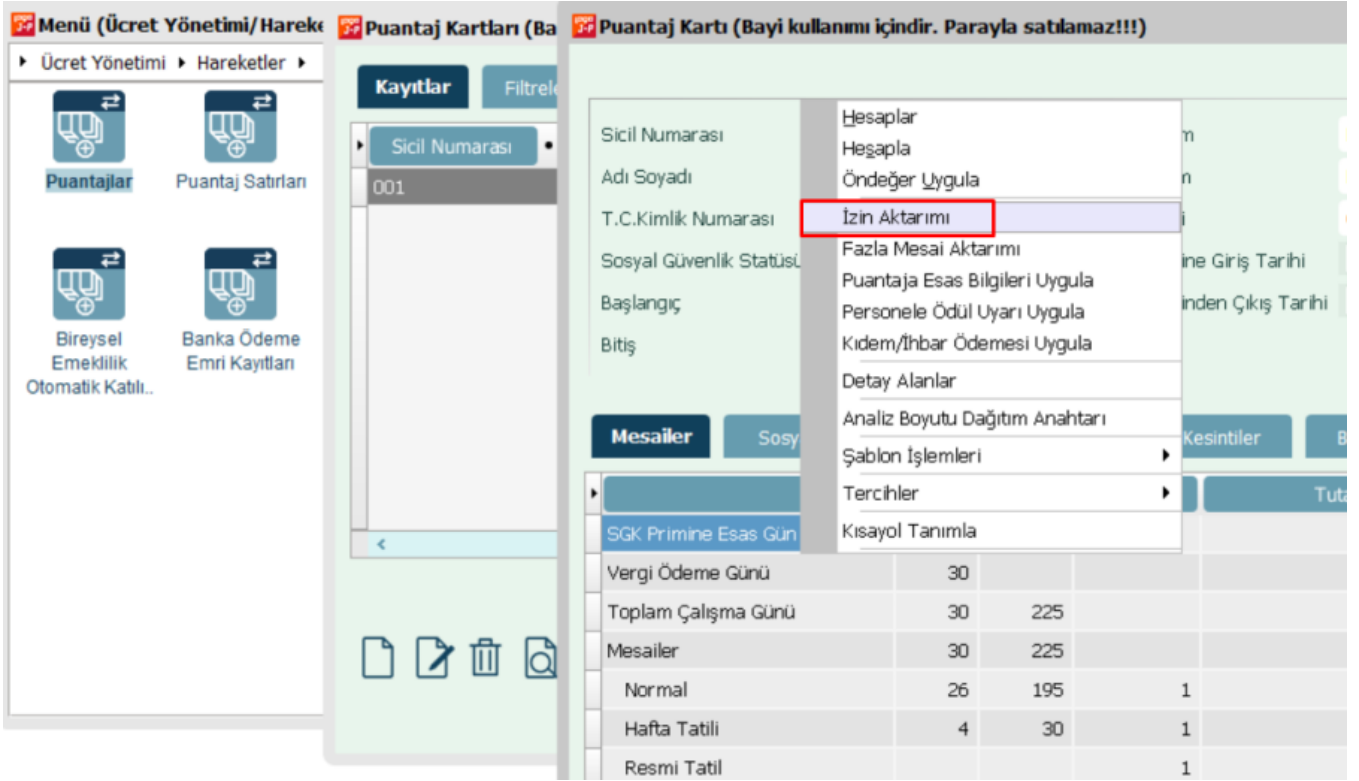 Menü (Ücret Yönetimi/Hareke
Ücret Yönetimi Hareketler
Puantajlar
Puantaj Satırları
Bireysel
Emeklilik
Otomatik Katılı..
Banka Ödeme
Emri Kayıtları
Puantaj Kartları (Ba
Kayıtlar
Filtrele
Sicil Numarası
001
Puantaj Kartı (Bayi kullanımı içindir. Parayla satılamaz!!!)
Sicil Numarası
Adı Soyadı
T.C.Kimlik Numarası
Sosyal Güvenlik Statüsü
ine Giriş Tarihi
Başlangıç
inden Çıkış Tarihi
Bitiş
Hesaplar
Hesapla
Öndeğer Uygula
İzin Aktarımı
Fazla Mesai Aktarımı
Puantaja Esas Bilgileri Uygula
Personele Ödül Uyarı Uygula
Kıdem/İhbar Ödemesi Uygula
Detay Alanlar
Analiz Boyutu Dağıtım Anahtarı
Şablon İşlemleri
Tercihler
Kısayol Tanımla
Mesailer Sosy Kesintiler B
Tuta
SGK Primine Esas Gün
Vergi Ödeme Günü 30
Toplam Çalışma Günü 30 225
Mesailer 30 225
Normal 26 195 1
Hafta Tatili 4 30 1
Resmi Tatil 1